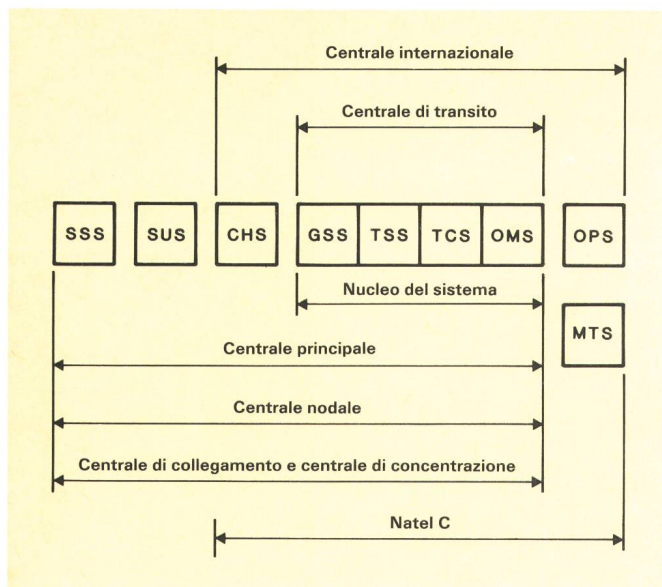 Centrale internazionale
Centrale di transito
SSS SUS CHS GSS TSS TCS OMS OPS
Nucleo del sistema
MTS
Centrale principale
Centrale nodale
Centrale di collegamento e centrale di concentrazione
Natel C